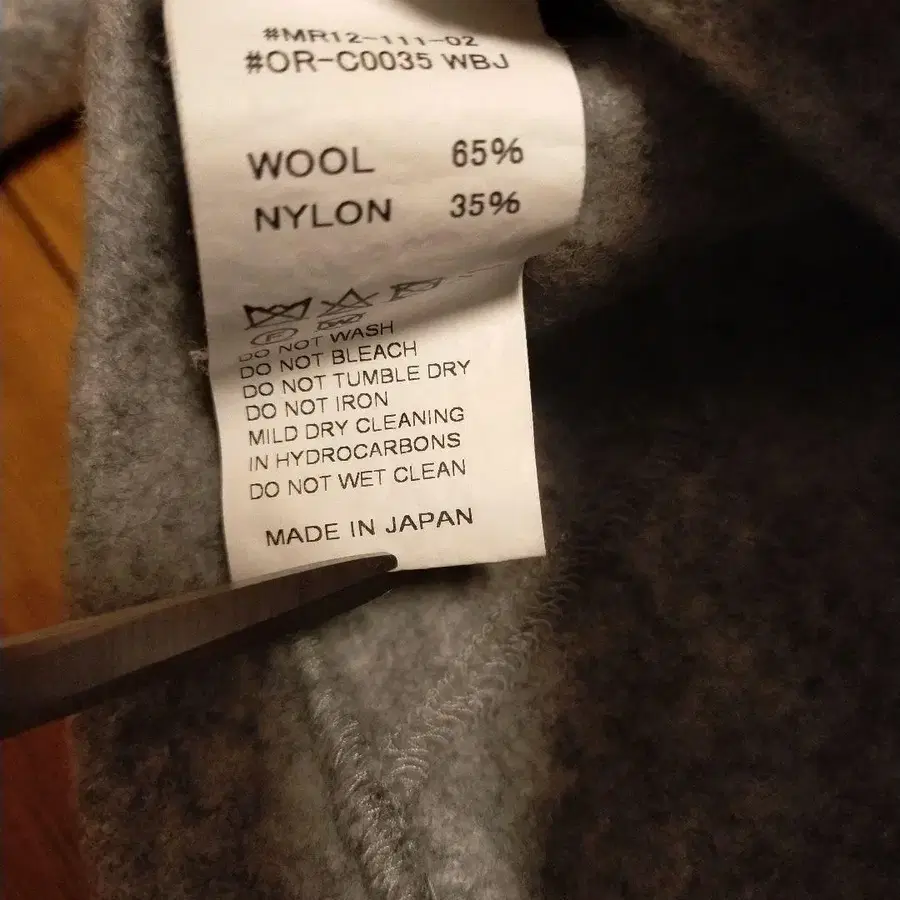 #MR12-111-02
#OR-C0035 WBJ
WOOL 65%
NYLON 35%
DO NOT WASH
DO NOT BLEACH
DO NOT TUMBLE DRY
DO NOT IRON
MILD DRY CLEANING
IN HYDROCARBONS
DO NOT WET CLEAN
MADE IN JAPAN